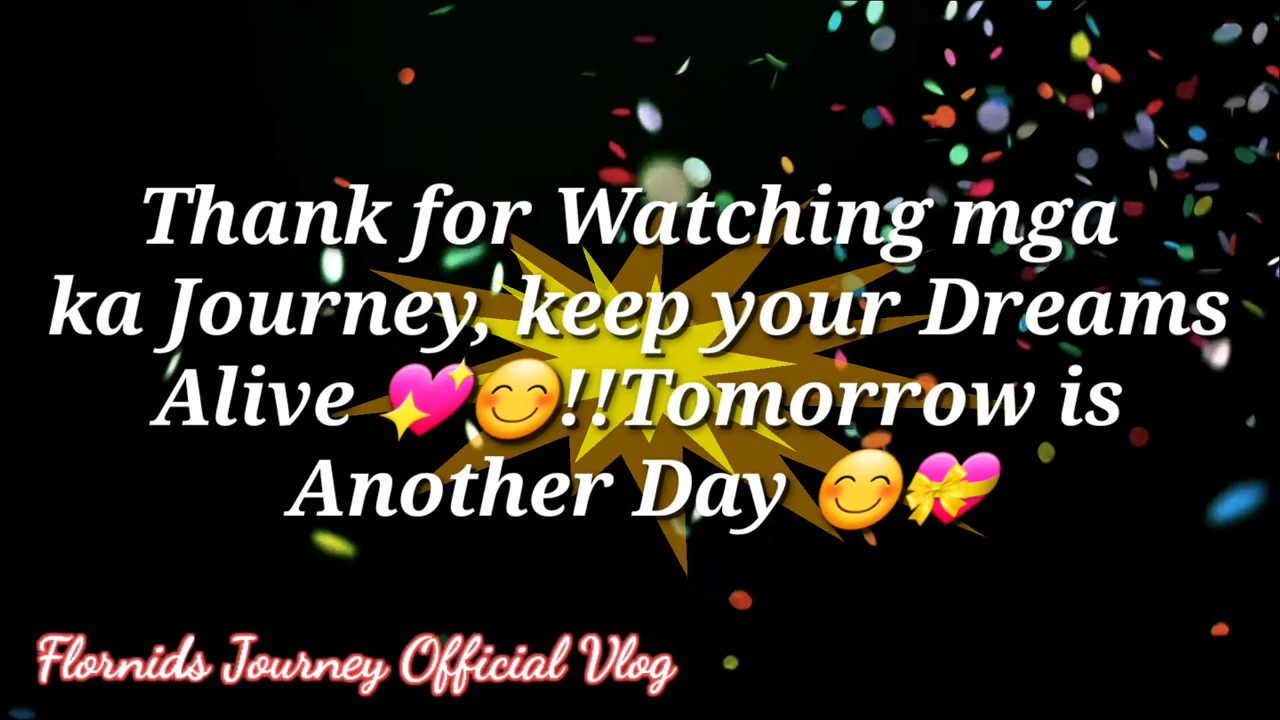 Thank for Watching mga
ka Journey, keep your Dreams
Alive 💖😊!!Tomorrow is
Another Day 😊💝
Flornids Journey Official Vlog